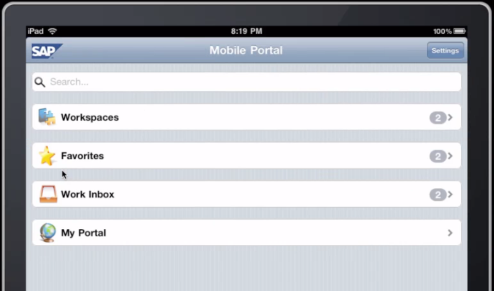 iPad 8:19 PM 100%
SAP Mobile Portal Settings
Search...
Workspaces 2
Favorites 2
Work Inbox 2
My Portal